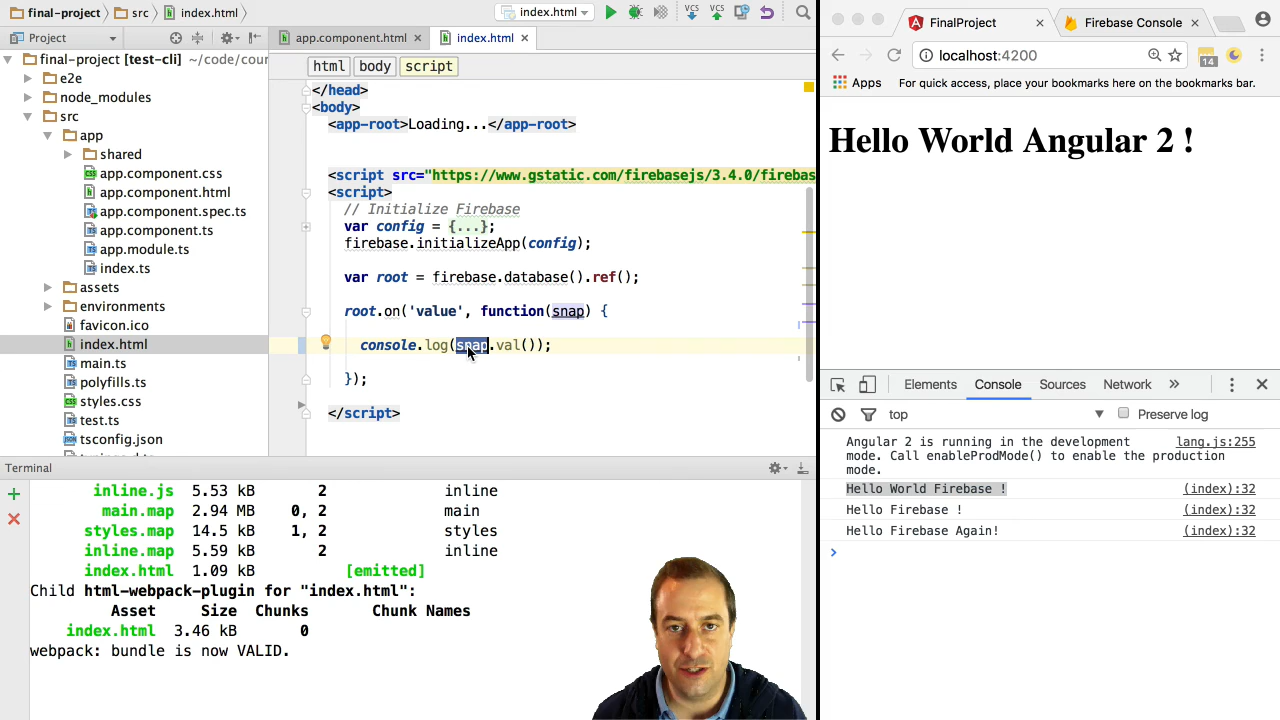 final-project
src
index.html
index.html
VCS
VCS
Project
final-project [test-cli] ~/code/cour
e2e
node_modules
src
app
shared
app.component.css
app.component.html
app.component.spec.ts
app.component.ts
app.module.ts
index.ts
assets
environments
favicon.ico
index.html
main.ts
polyfills.ts
styles.css
test.ts
tsconfig.json
app.component.html
index.html
html
body
script
</head>
<body>
<app-root>Loading...</app-root>
<script src="https://www.gstatic.com/firebasejs/3.4.0/firebas
<script>
// Initialize Firebase
var config = {...};
firebase.initializeApp(config);
var root = firebase.database().ref();
root.on('value', function(snap) {
console.log(snap.val());
});
</script>
Terminal
inline.js 5.53 kB 2 inline
main.map 2.94 MB 0, 2 main
styles.map 14.5 kB 1, 2 styles
inline.map 5.59 kB 2 inline
index.html 1.09 kB [emitted]
Child html-webpack-plugin for "index.html":
Asset Size Chunks Chunk Names
index.html 3.46 kB 0
webpack: bundle is now VALID.
FinalProject
Firebase Console
localhost:4200
14
Apps
For quick access, place your bookmarks here on the bookmarks bar.
Hello World Angular 2 !
Elements
Console
Sources
Network
top
Preserve log
Angular 2 is running in the development lang.js:255
mode. Call enableProdMode() to enable the production
mode.
Hello World Firebase ! (index):32
Hello Firebase ! (index):32
Hello Firebase Again! (index):32